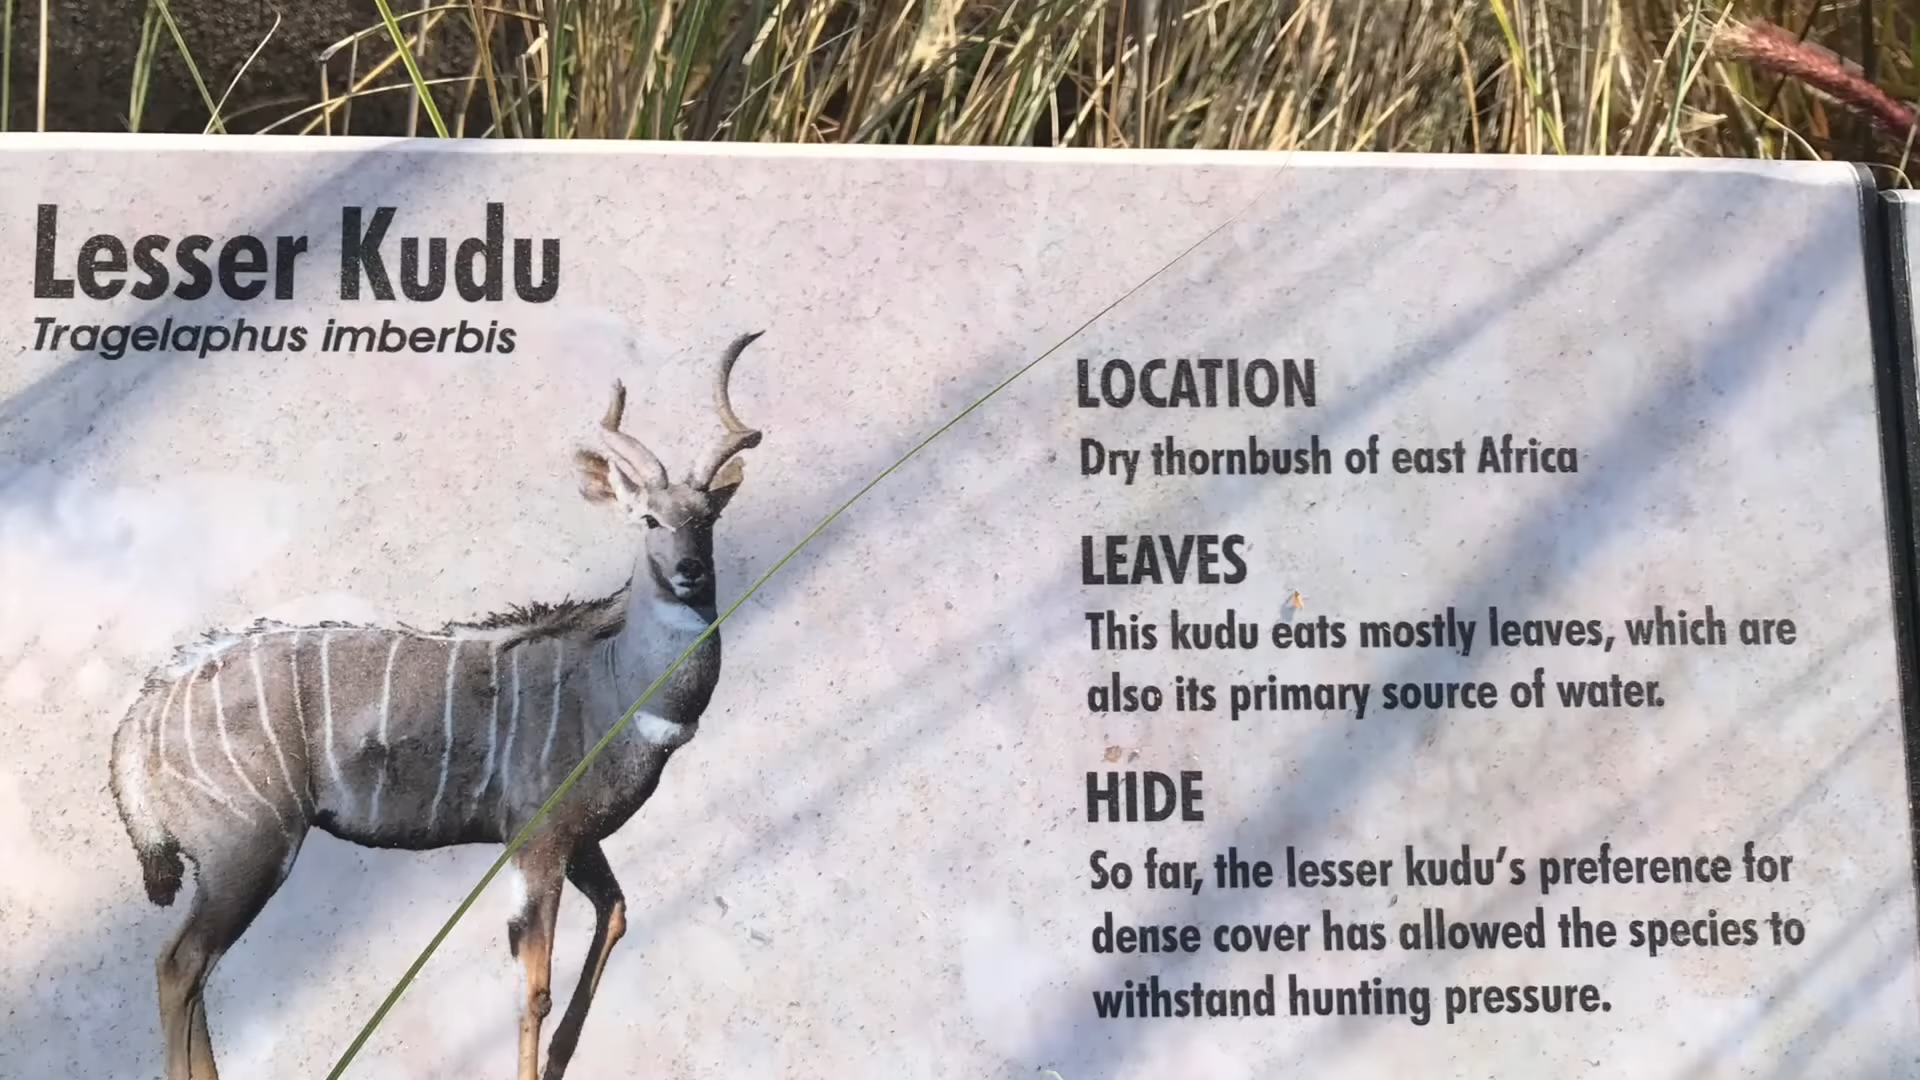 Lesser Kudu
Tragelaphus imberbis
LOCATION
Dry thornbush of east Africa
LEAVES
This kudu eats mostly leaves, which are
also its primary source of water.
HIDE
So far, the lesser kudu's preference for
dense cover has allowed the species to
withstand hunting pressure.